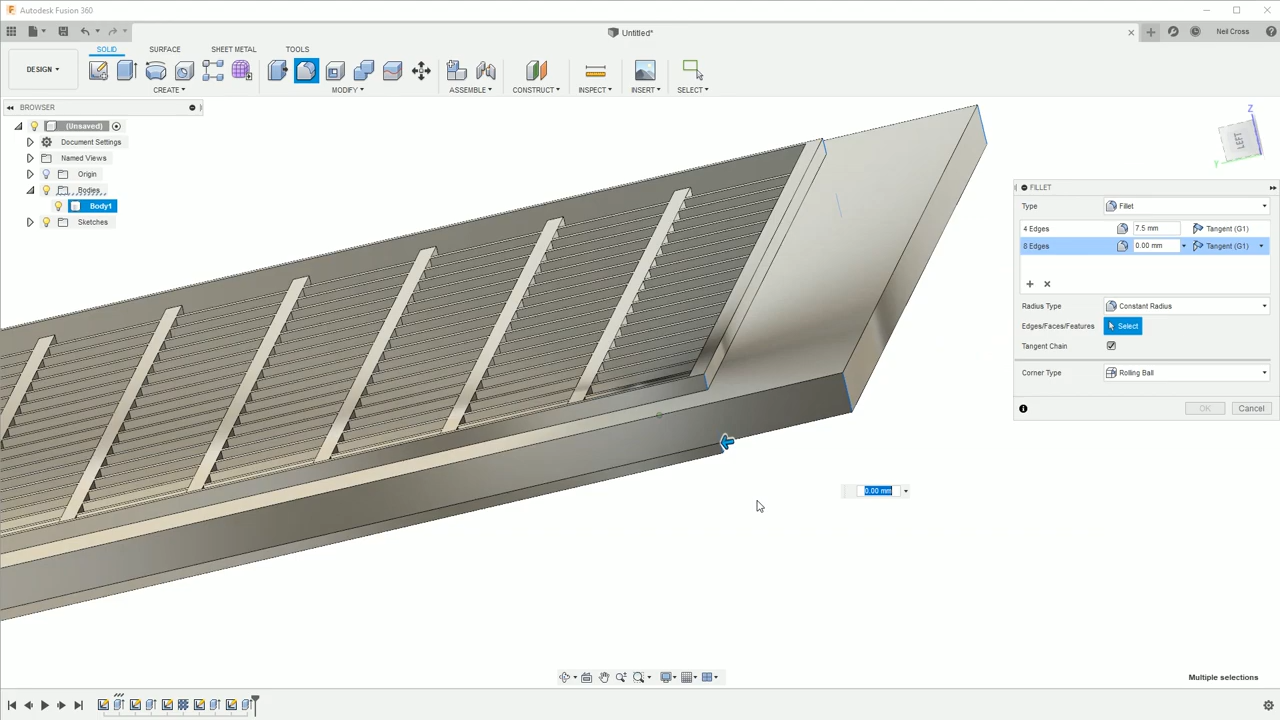 Autodesk Fusion 360
Untitled*
Neil Cross
SOLID SURFACE SHEET METAL TOOLS
DESIGN
CREATE MODIFY ASSEMBLE CONSTRUCT INSPECT INSERT SELECT
BROWSER
(Unsaved)
Document Settings
Named Views
Origin
Bodies
Body1
Sketches
Z
Y
LEFT
FILLET
Type Fillet
4 Edges 7.5 mm Tangent (G1)
8 Edges 0.00 mm Tangent (G1)
Radius Type Constant Radius
Edges/Faces/Features Select
Tangent Chain
Corner Type Rolling Ball
OK Cancel
0.00 mm
Multiple selections